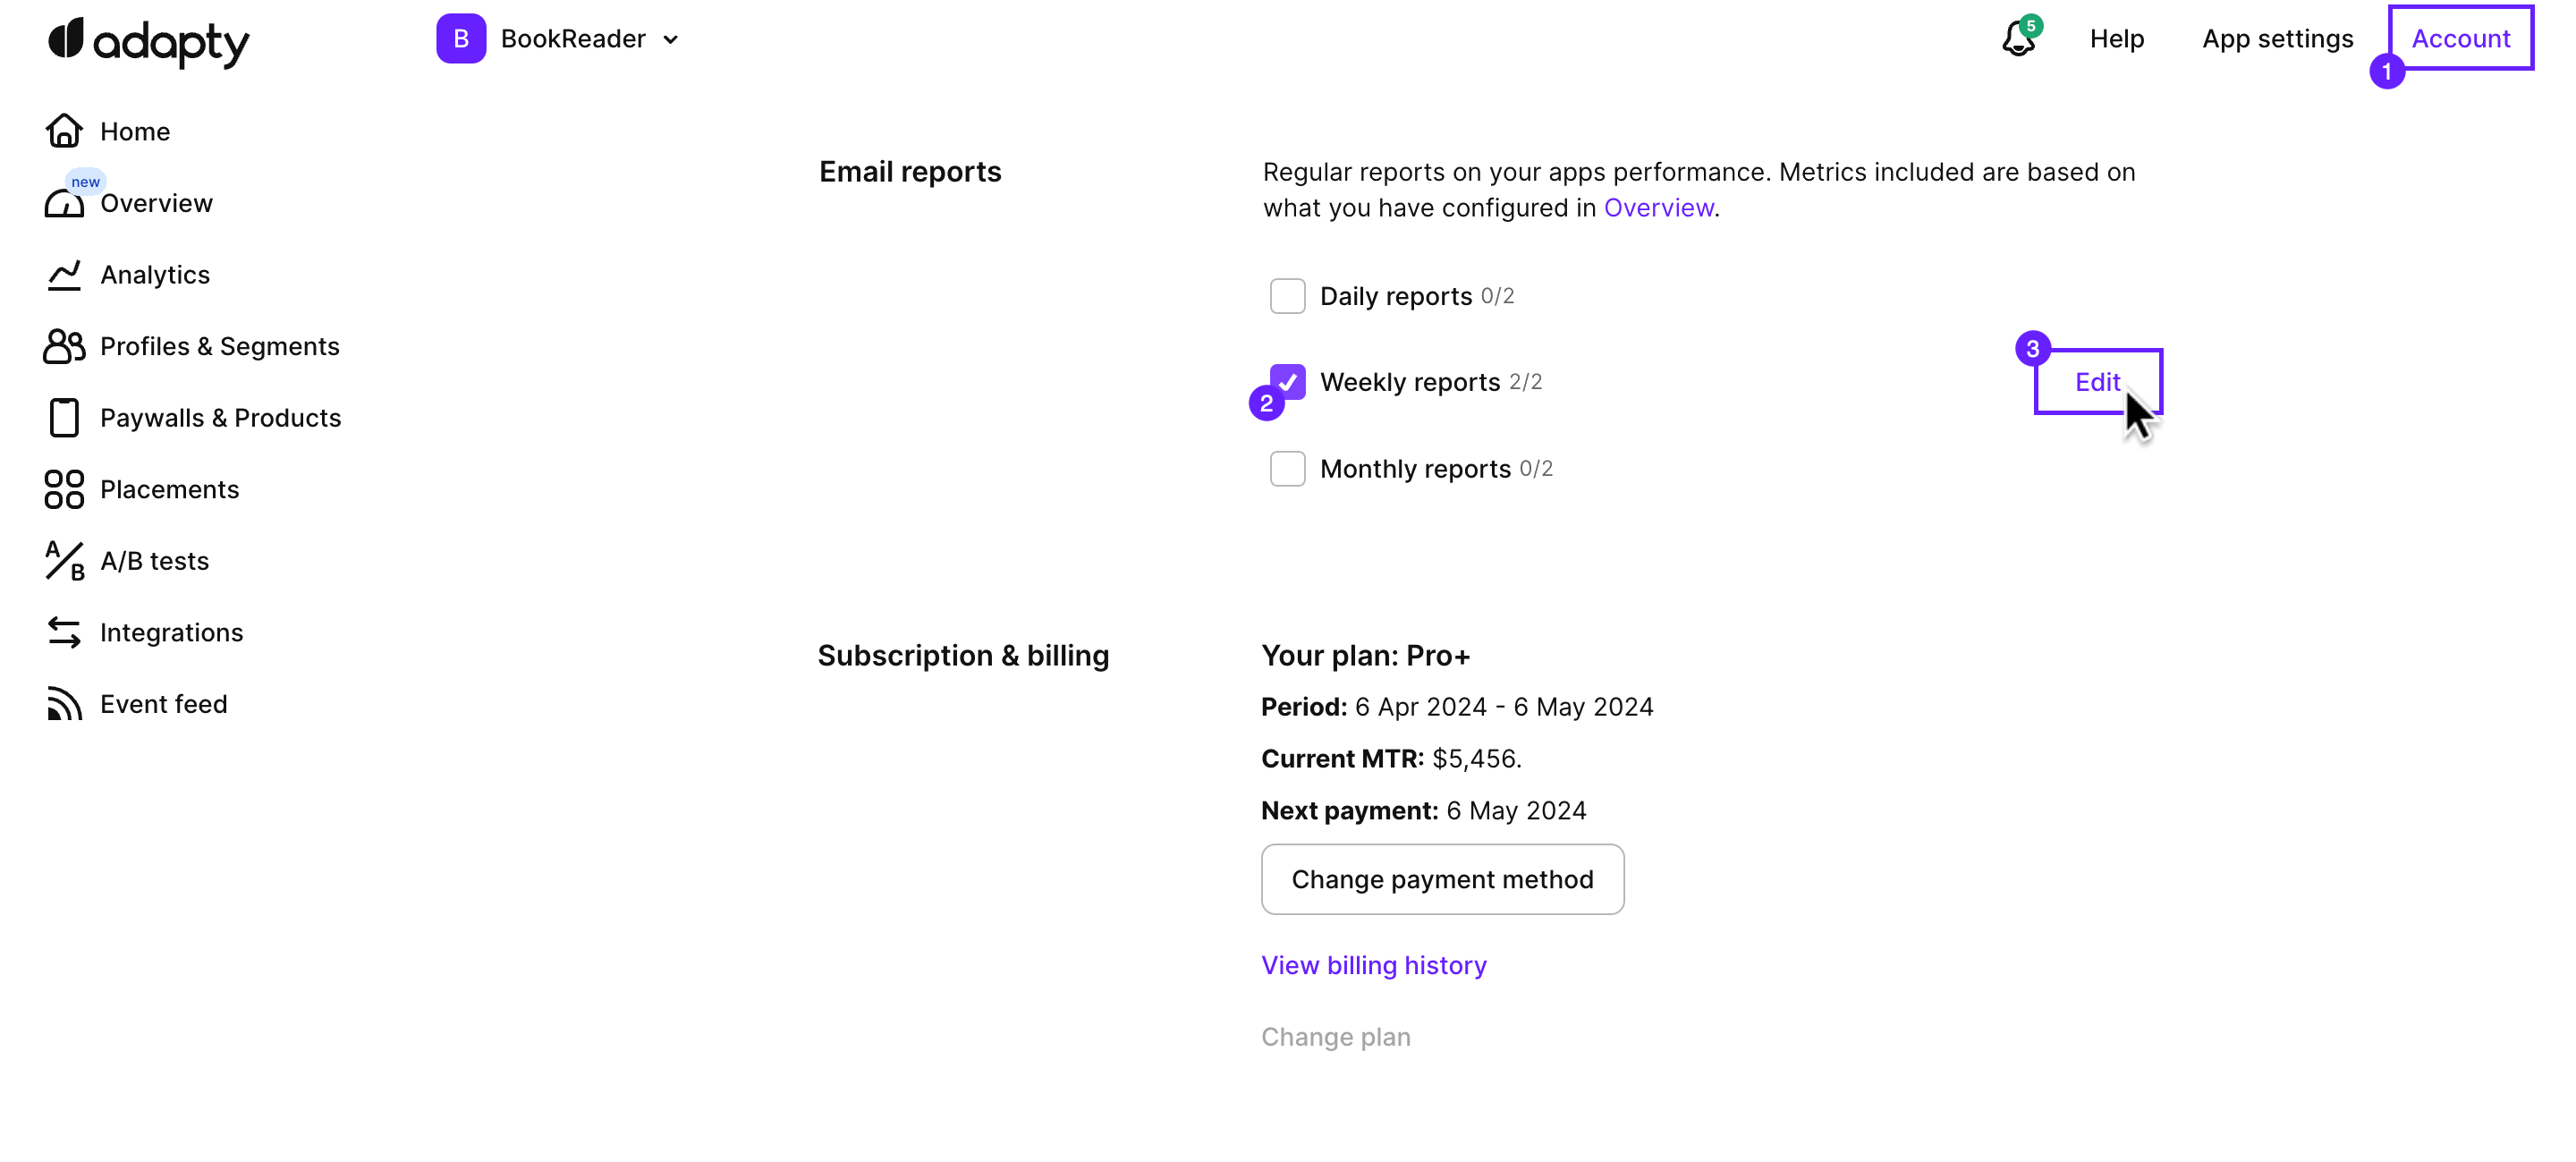 adapty
B BookReader
5
Help
App settings
Account
1
Home
new
Overview
Analytics
Profiles & Segments
Paywalls & Products
Placements
A/B tests
Integrations
Event feed
Email reports
Regular reports on your apps performance. Metrics included are based on
what you have configured in Overview.
Daily reports 0/2
Weekly reports 2/2
2
3
Edit
Monthly reports 0/2
Subscription & billing
Your plan: Pro+
Period: 6 Apr 2024 - 6 May 2024
Current MTR: $5,456.
Next payment: 6 May 2024
Change payment method
View billing history
Change plan